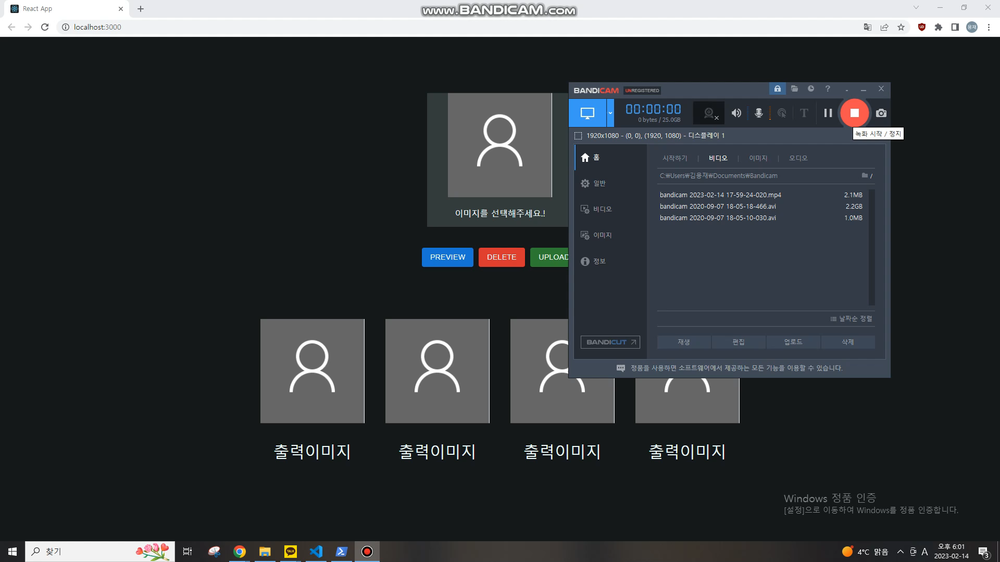 React App
www.BANDICAM.com
localhost:3000
용재
BANDICAM UNREGISTERED
00:00:00
0 bytes / 25.0GB
녹화 시작 / 정지
1920x1080 - (0, 0), (1920, 1080) - 디스플레이 1
홈
일반
비디오
이미지
정보
시작하기 | 비디오 | 이미지 | 오디오
C:₩Users₩김용재₩Documents₩Bandicam
/
bandicam 2023-02-14 17-59-24-020.mp4 2.1MB
bandicam 2020-09-07 18-05-18-466.avi 2.2GB
bandicam 2020-09-07 18-05-10-030.avi 1.0MB
날짜순 정렬
BANDICUT
재생 편집 업로드 삭제
정품을 사용하면 소프트웨어에서 제공하는 모든 기능을 이용할 수 있습니다.
이미지를 선택해주세요.!
PREVIEW DELETE UPLOAD
출력이미지 출력이미지 출력이미지 출력이미지
Windows 정품 인증
[설정]으로 이동하여 Windows를 정품 인증합니다.
찾기
TALK
4°C 맑음
A
오후 6:01
2023-02-14
3